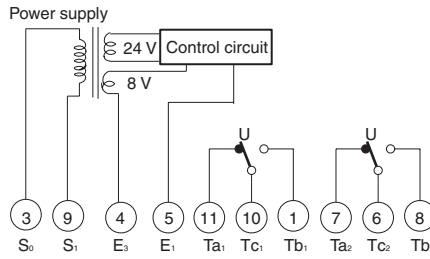 Power supply
24 V
Control circuit
8 V
U
U
3
9
4
5
11
10
1
7
6
8
S₀
S₁
E₃
E₁
Ta₁
Tc₁
Tb₁
Ta₂
Tc₂
Tb